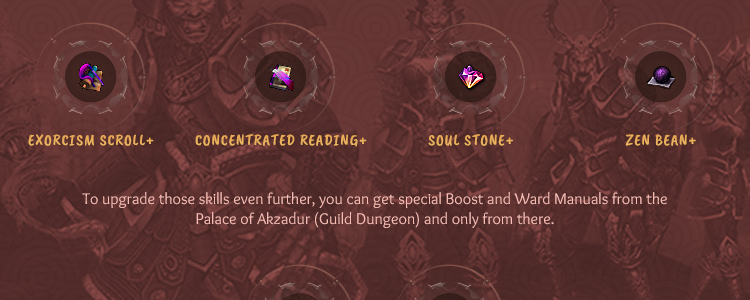 EXORCISM SCROLL+ CONCENTRATED READING+ SOUL STONE+ ZEN BEAN+
To upgrade those skills even further, you can get special Boost and Ward Manuals from the
Palace of Akzadur (Guild Dungeon) and only from there.